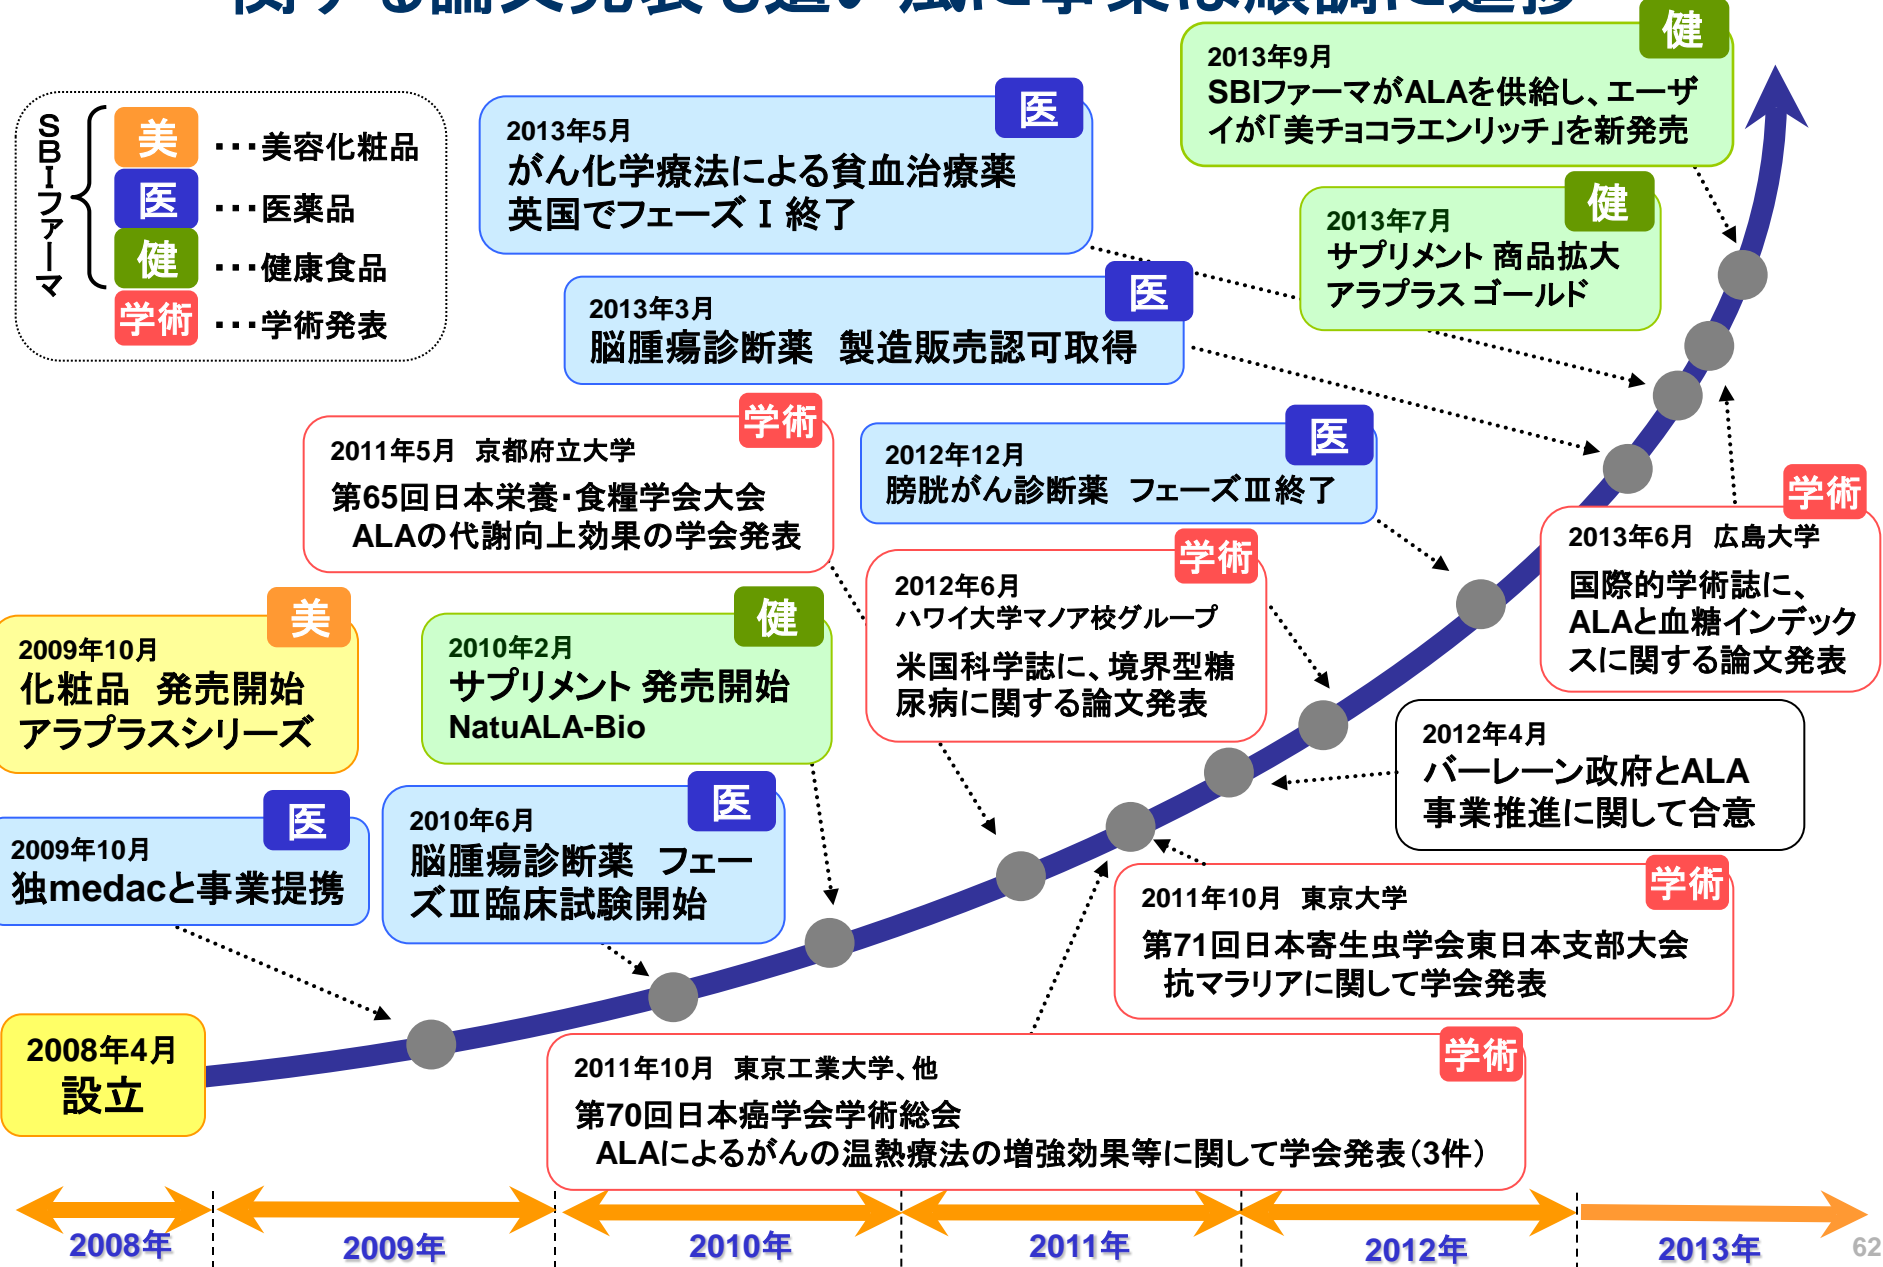 関する論文発表も追い風に事業は順調に進捗
SBIファーマ
美 ・・・美容化粧品
医 ・・・医薬品
健 ・・・健康食品
学術 ・・・学術発表
健
2013年9月
SBIファーマがALAを供給し、エーザ
イが「美チョコラエンリッチ」を新発売
医
2013年5月
がん化学療法による貧血治療薬
英国でフェーズⅠ終了
健
2013年7月
サプリメント 商品拡大
アラプラス ゴールド
医
2013年3月
脳腫瘍診断薬 製造販売認可取得
学術
2011年5月 京都府立大学
第65回日本栄養・食糧学会大会
ALAの代謝向上効果の学会発表
医
2012年12月
膀胱がん診断薬 フェーズⅢ終了
学術
2013年6月 広島大学
国際的学術誌に、
ALAと血糖インデック
スに関する論文発表
学術
2012年6月
ハワイ大学マノア校グループ
米国科学誌に、境界型糖
尿病に関する論文発表
美
2009年10月
化粧品 発売開始
アラプラスシリーズ
健
2010年2月
サプリメント 発売開始
NatuALA-Bio
2012年4月
バーレーン政府とALA
事業推進に関して合意
医
2009年10月
独medacと事業提携
医
2010年6月
脳腫瘍診断薬 フェー
ズⅢ臨床試験開始
学術
2011年10月 東京大学
第71回日本寄生虫学会東日本支部大会
抗マラリアに関して学会発表
2008年4月
設立
学術
2011年10月 東京工業大学、他
第70回日本癌学会学術総会
ALAによるがんの温熱療法の増強効果等に関して学会発表（3件）
2008年 2009年 2010年 2011年 2012年 2013年
62